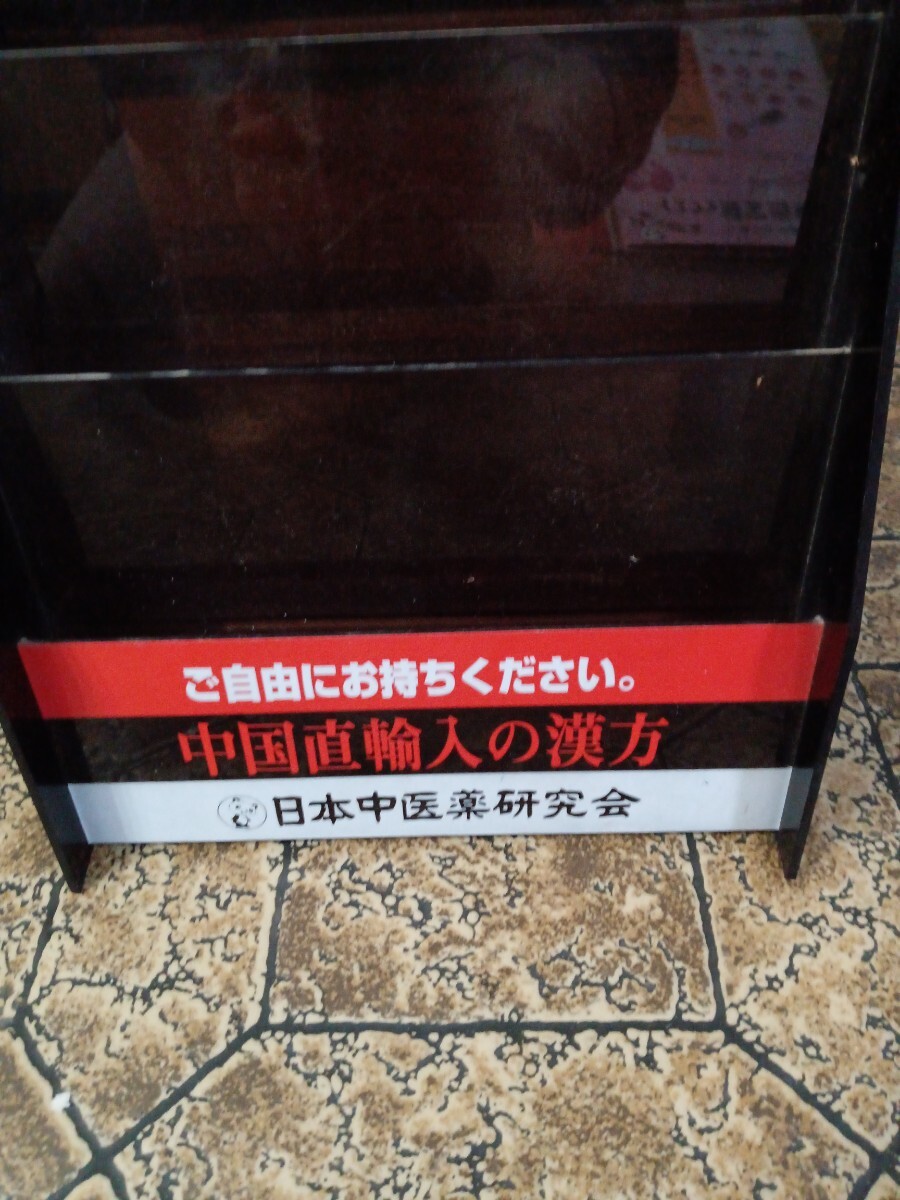 ご自由にお持ちください。
中国直輸入の漢方
日本中医薬研究会